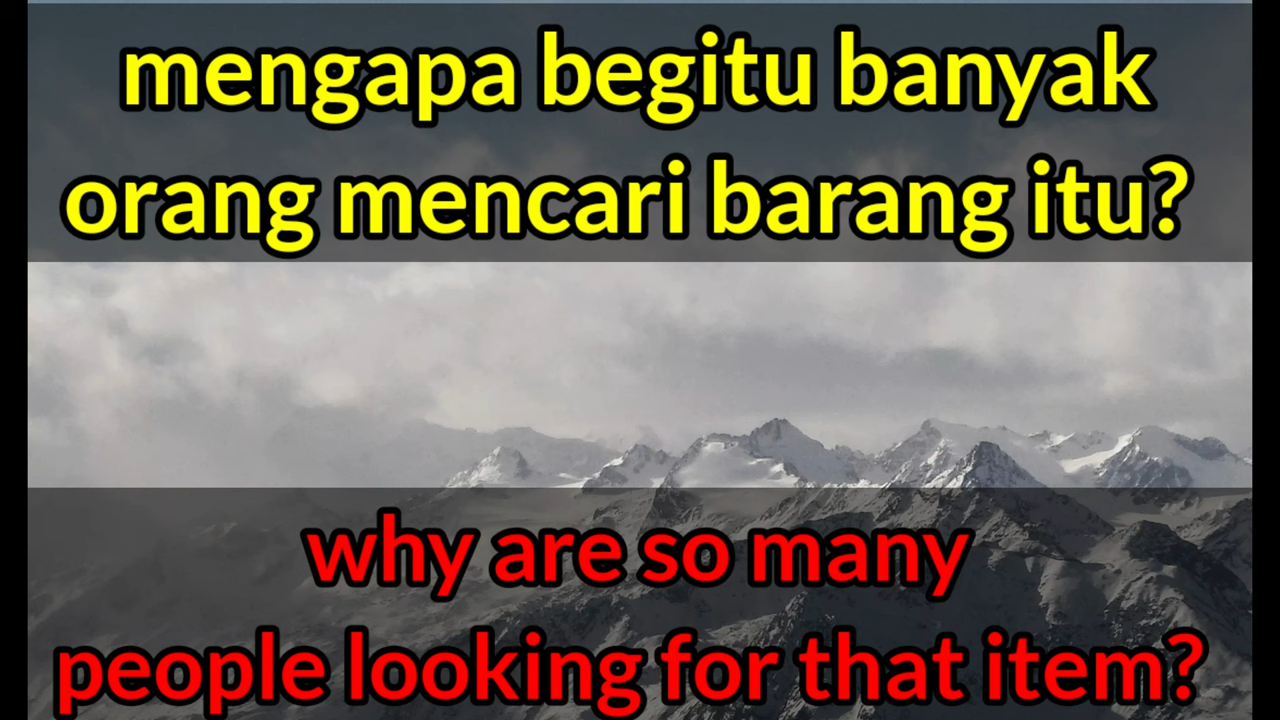 mengapa begitu banyak
orang mencari barang itu?
why are so many
people looking for that item?